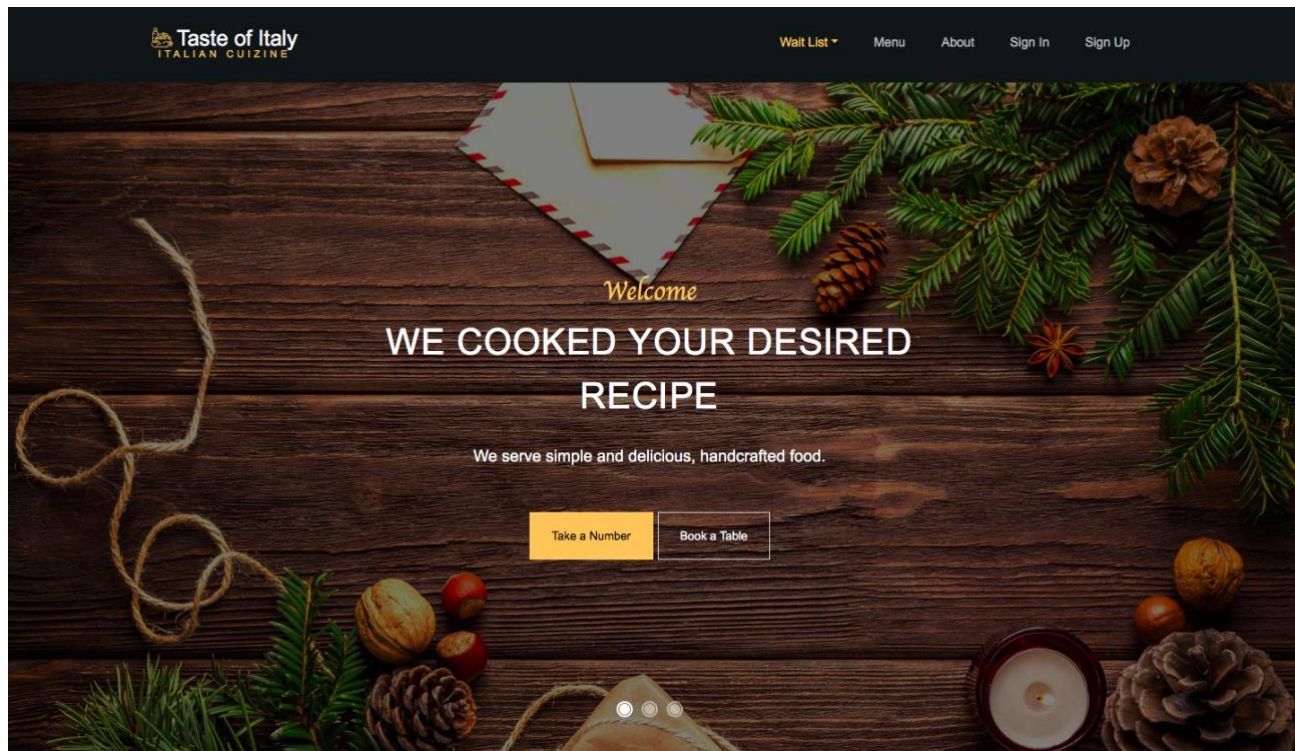 Taste of Italy
ITALIAN CUIZINE
Wait List
Menu
About
Sign In
Sign Up
Welcome
WE COOKED YOUR DESIRED
RECIPE
We serve simple and delicious, handcrafted food.
Take a Number
Book a Table